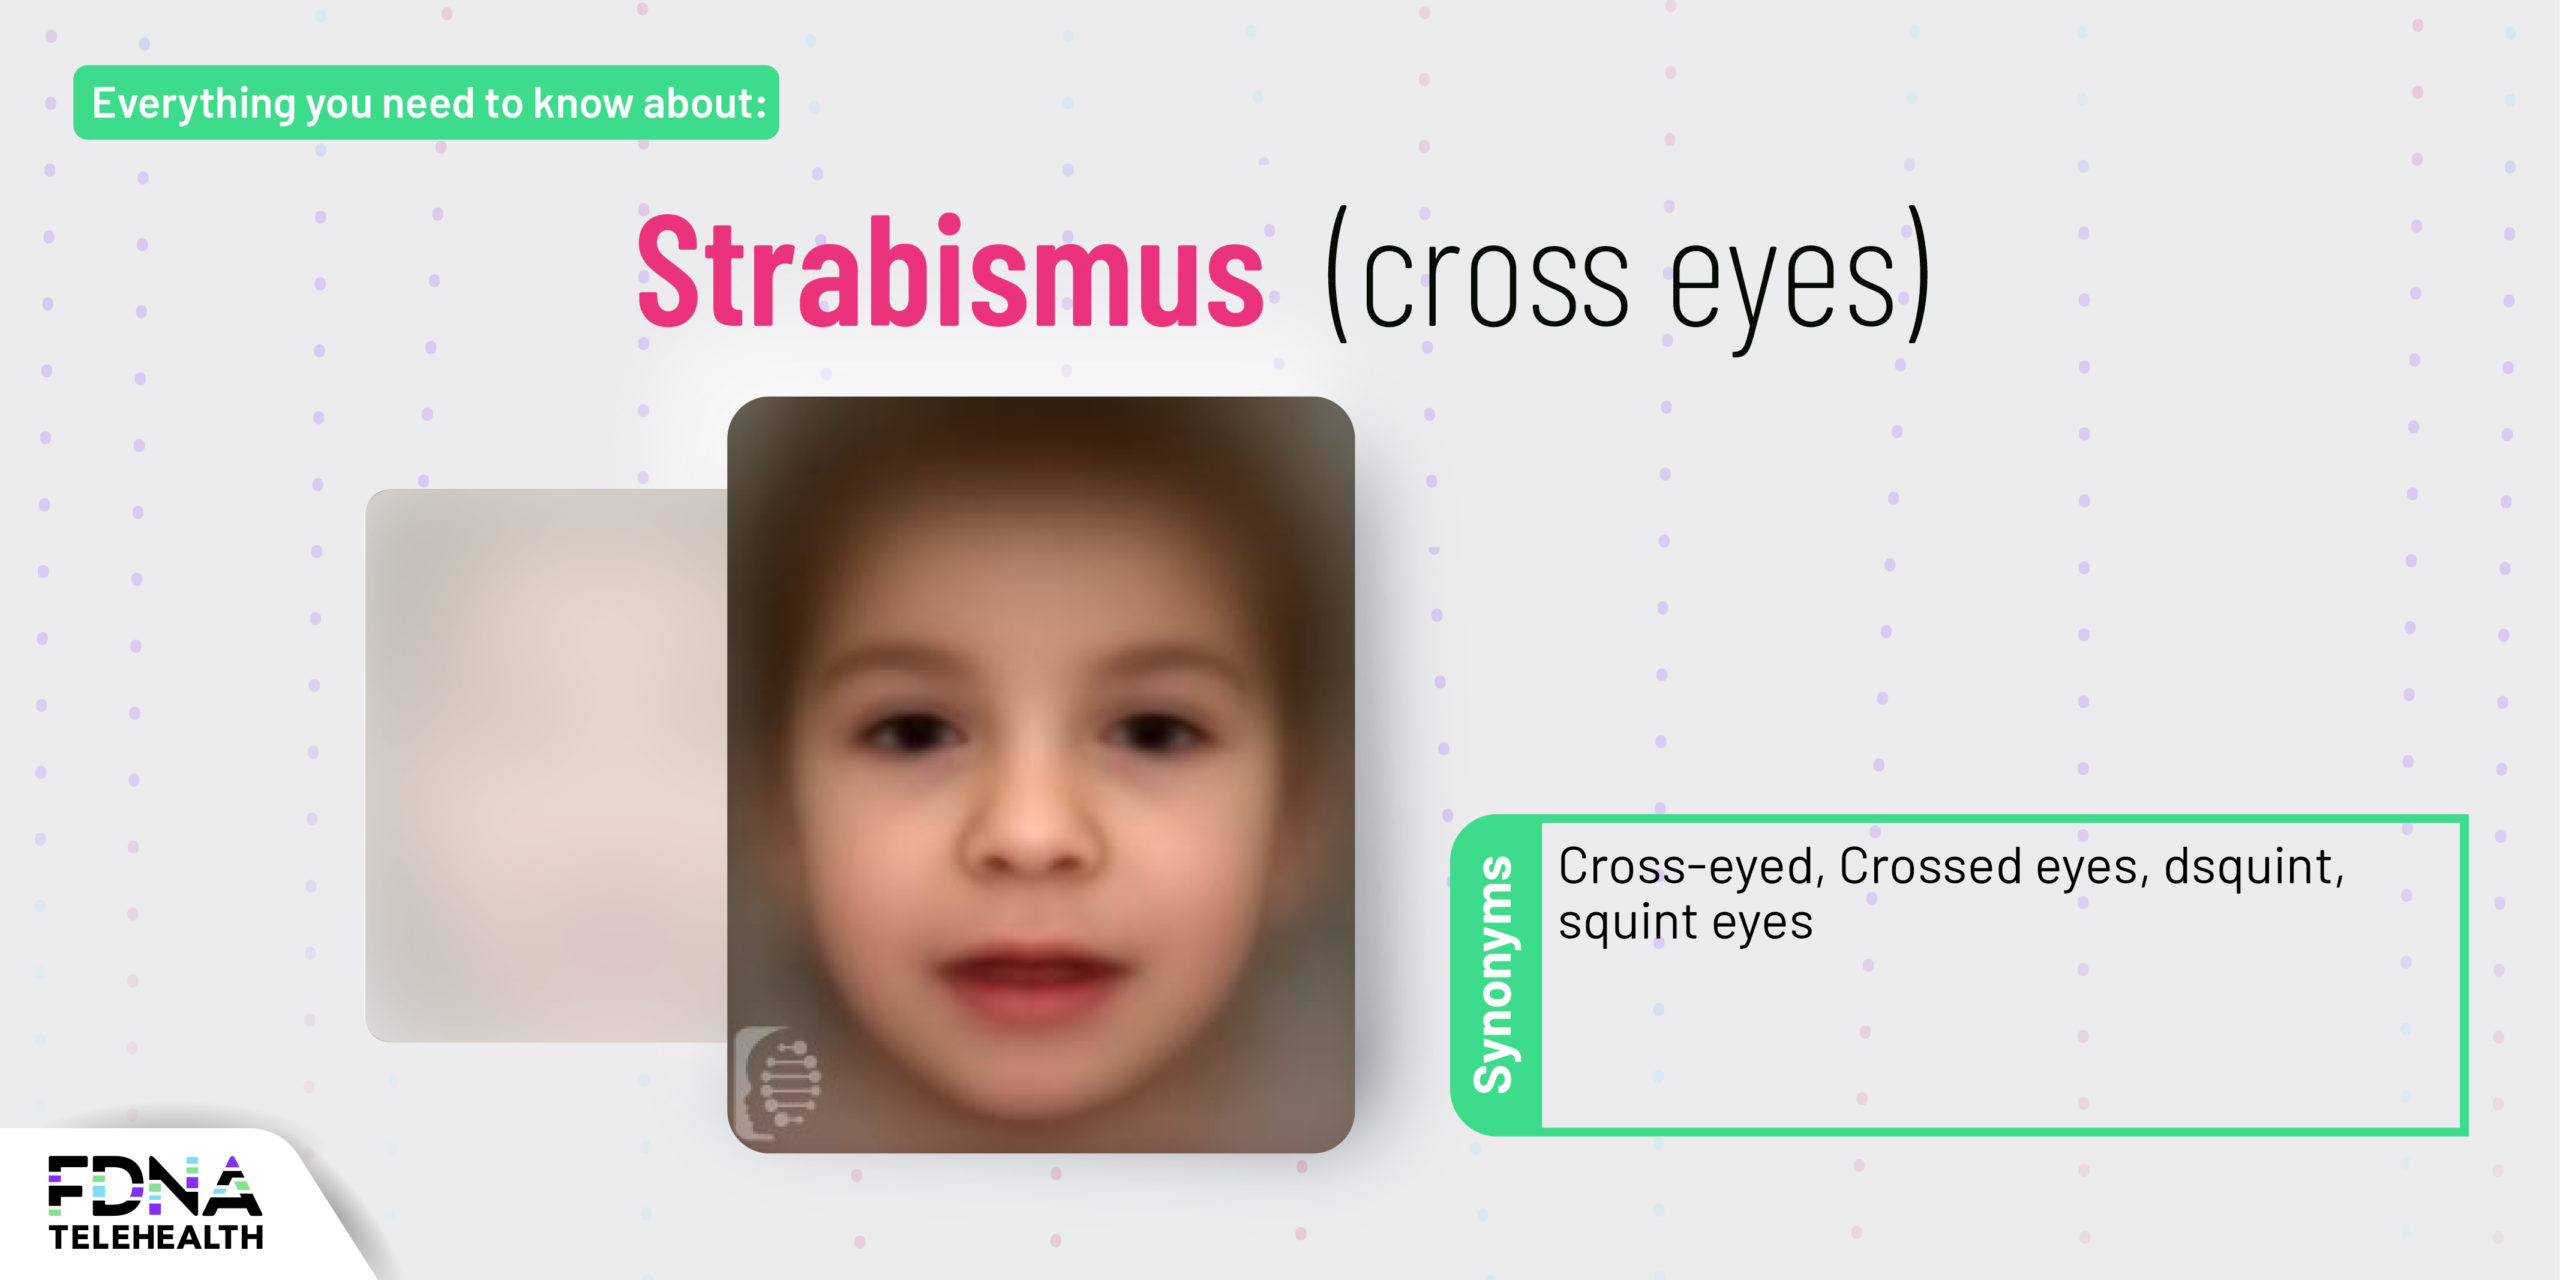 Everything you need to know about:
Strabismus (cross eyes)
Synonyms
Cross-eyed, Crossed eyes, dsquint,
squint eyes
FDNA
TELEHEALTH